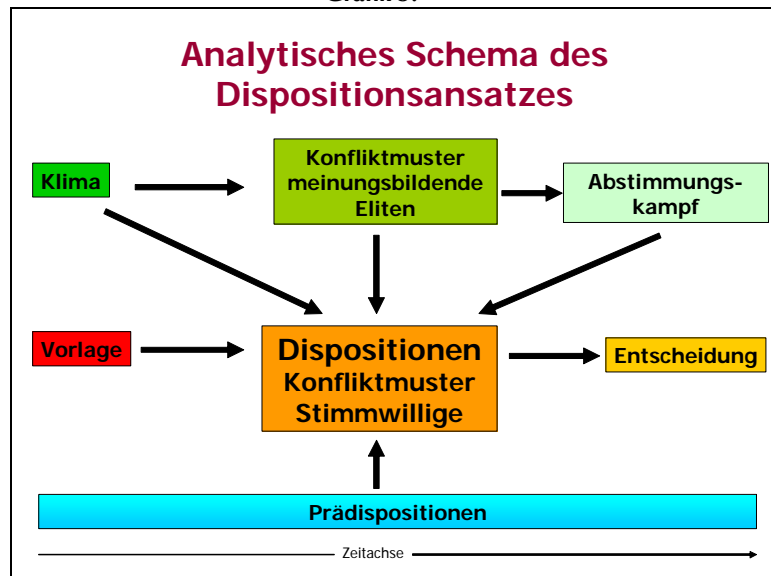 Analytisches Schema des
Dispositionsansatzes
Klima
Konfliktmuster
meinungsbildende
Eliten
Abstimmungs-
kampf
Vorlage
Dispositionen
Konfliktmuster
Stimmwillige
Entscheidung
Prädispositionen
Zeitachse